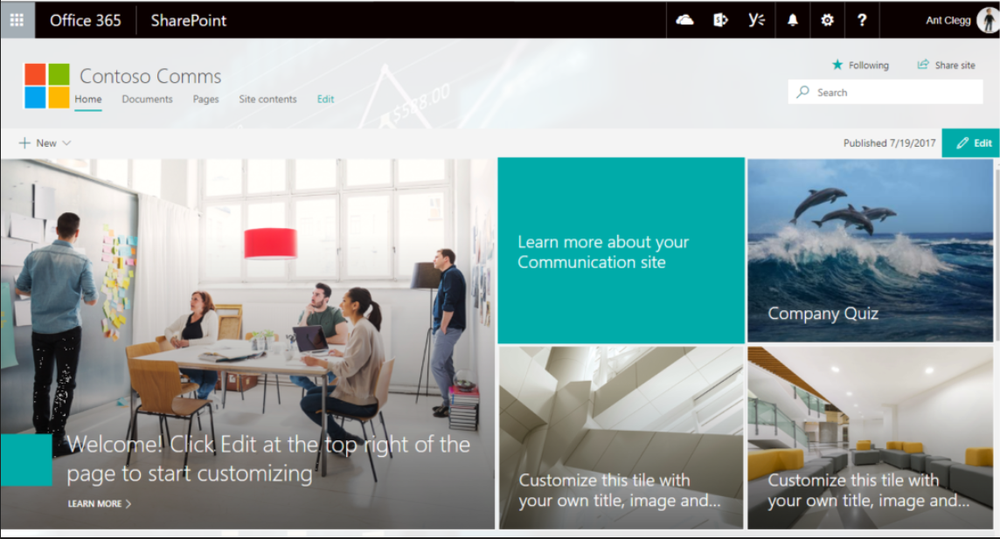 Office 365
SharePoint
Ant Clegg
Contoso Comms
Following
Share site
Home
Documents
Pages
Site contents
Edit
Search
$588.00
New
Published 7/19/2017
Edit
Learn more about your
Communication site
Company Quiz
Welcome! Click Edit at the top right of the
page to start customizing
LEARN MORE
Customize this tile with
your own title, image and...
Customize this tile with
your own title, image and...